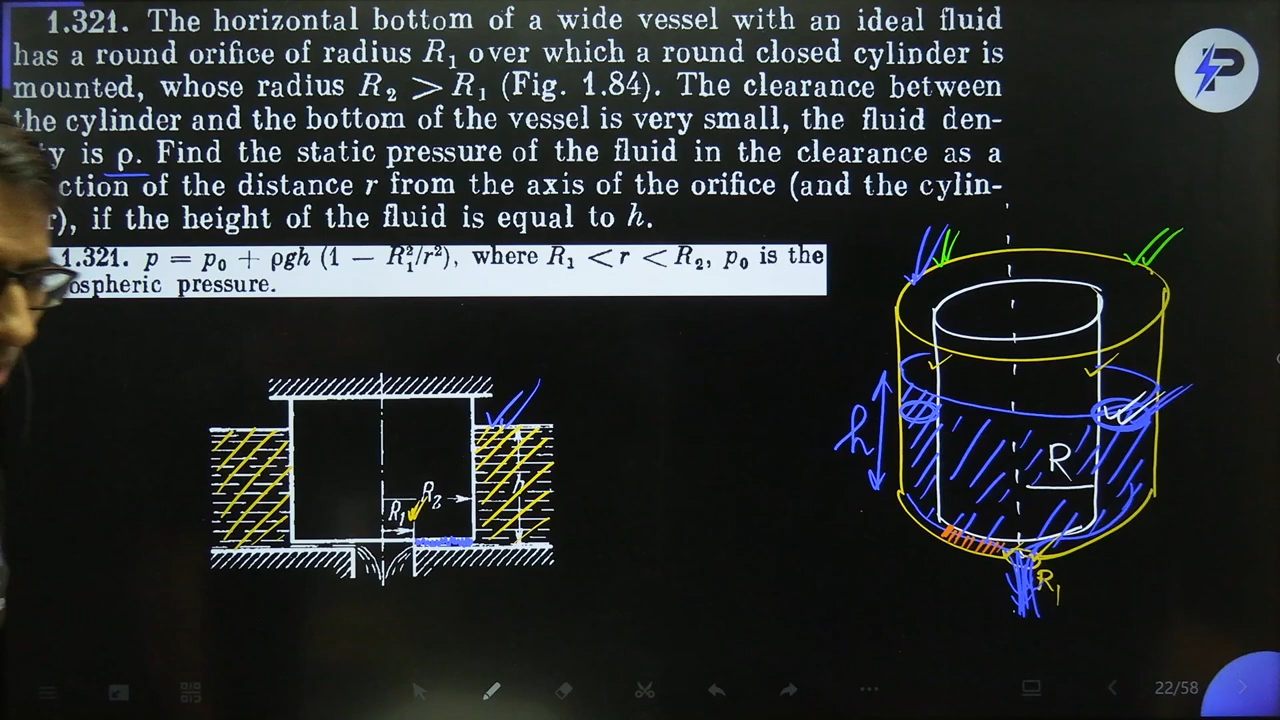 1.321. The horizontal bottom of a wide vessel with an ideal fluid
has a round orifice of radius R₁ over which a round closed cylinder is
mounted, whose radius R₂ > R₁ (Fig. 1.84). The clearance between
the cylinder and the bottom of the vessel is very small, the fluid den-
y is ρ. Find the static pressure of the fluid in the clearance as a
ction of the distance r from the axis of the orifice (and the cylin-
r), if the height of the fluid is equal to h.
1.321. p = p₀ + ρgh (1 − R₁²/r²), where R₁ < r < R₂, p₀ is the
ospheric pressure.
P
R₂
R₁
h
h
R
R₁
22/58